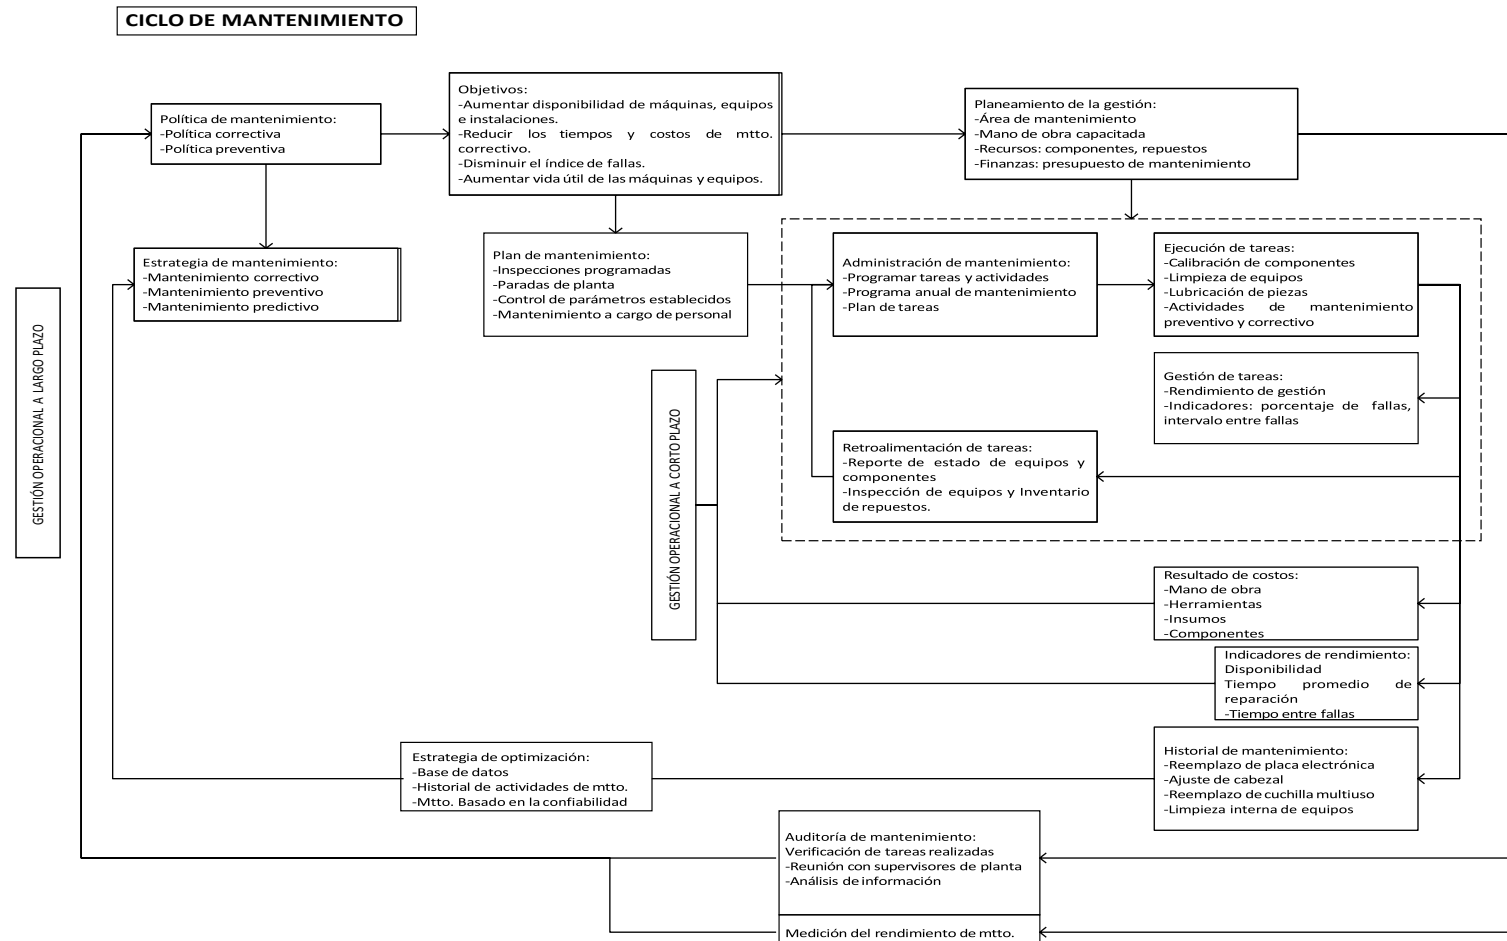 CICLO DE MANTENIMIENTO
Política de mantenimiento:
-Política correctiva
-Política preventiva
Objetivos:
-Aumentar disponibilidad de máquinas, equipos
e instalaciones.
-Reducir los tiempos y costos de mtto.
correctivo.
-Disminuir el índice de fallas.
-Aumentar vida útil de las máquinas y equipos.
Planeamiento de la gestión:
-Área de mantenimiento
-Mano de obra capacitada
-Recursos: componentes, repuestos
-Finanzas: presupuesto de mantenimiento
Estrategia de mantenimiento:
-Mantenimiento correctivo
-Mantenimiento preventivo
-Mantenimiento predictivo
Plan de mantenimiento:
-Inspecciones programadas
-Paradas de planta
-Control de parámetros establecidos
-Mantenimiento a cargo de personal
Administración de mantenimiento:
-Programar tareas y actividades
-Programa anual de mantenimiento
-Plan de tareas
Ejecución de tareas:
-Calibración de componentes
-Limpieza de equipos
-Lubricación de piezas
-Actividades de mantenimiento
preventivo y correctivo
GESTIÓN OPERACIONAL A LARGO PLAZO
GESTIÓN OPERACIONAL A CORTO PLAZO
Gestión de tareas:
-Rendimiento de gestión
-Indicadores: porcentaje de fallas,
intervalo entre fallas
Retroalimentación de tareas:
-Reporte de estado de equipos y
componentes
-Inspección de equipos y Inventario
de repuestos.
Resultado de costos:
-Mano de obra
-Herramientas
-Insumos
-Componentes
Indicadores de rendimiento:
Disponibilidad
Tiempo promedio de
reparación
-Tiempo entre fallas
Estrategia de optimización:
-Base de datos
-Historial de actividades de mtto.
-Mtto. Basado en la confiabilidad
Historial de mantenimiento:
-Reemplazo de placa electrónica
-Ajuste de cabezal
-Reemplazo de cuchilla multiuso
-Limpieza interna de equipos
Auditoría de mantenimiento:
Verificación de tareas realizadas
-Reunión con supervisores de planta
-Análisis de información
Medición del rendimiento de mtto.